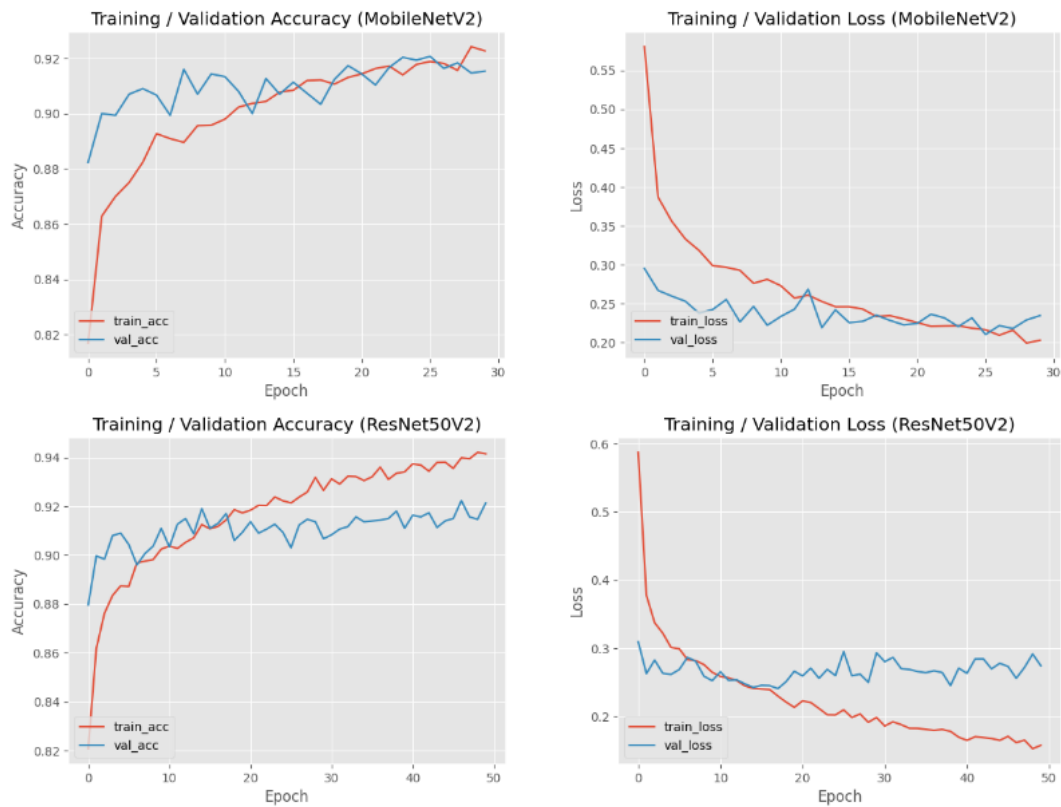 Training / Validation Accuracy (MobileNetV2)
0.92
0.90
0.88
0.86
0.84
0.82
Accuracy
train_acc
val_acc
0 5 10 15 20 25 30
Epoch
Training / Validation Loss (MobileNetV2)
0.55
0.50
0.45
0.40
0.35
0.30
0.25
0.20
Loss
train_loss
val_loss
0 5 10 15 20 25 30
Epoch
Training / Validation Accuracy (ResNet50V2)
0.94
0.92
0.90
0.88
0.86
0.84
0.82
Accuracy
train_acc
val_acc
0 10 20 30 40 50
Epoch
Training / Validation Loss (ResNet50V2)
0.6
0.5
0.4
0.3
0.2
Loss
train_loss
val_loss
0 10 20 30 40 50
Epoch